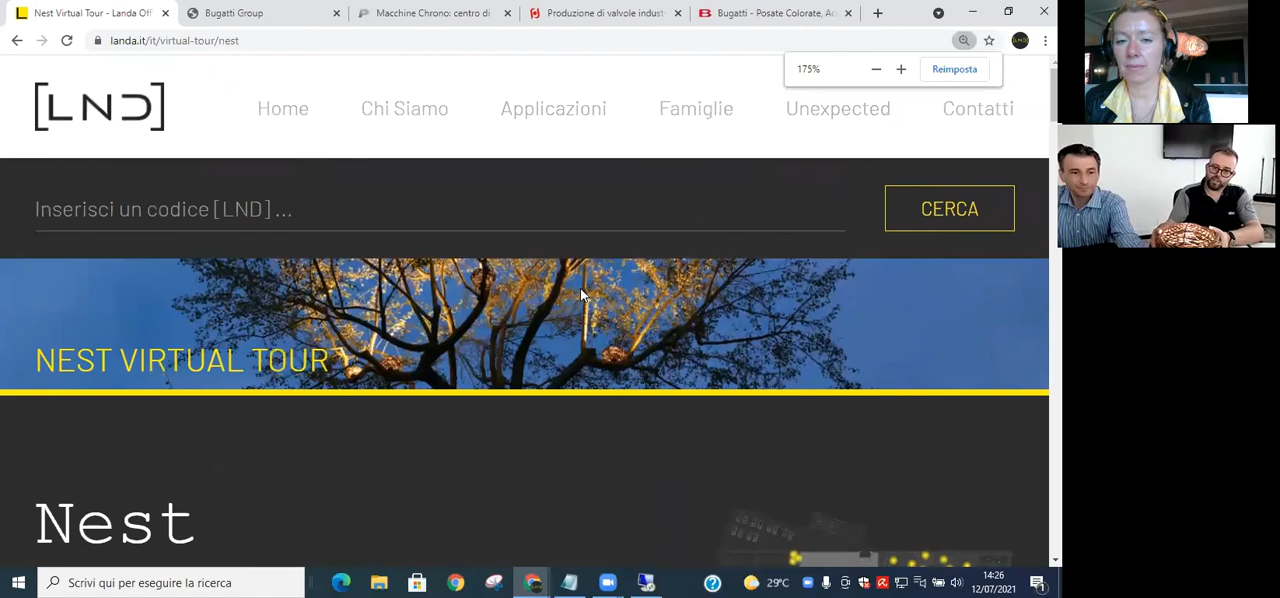 Nest Virtual Tour - Landa Off
Bugatti Group
Macchine Chrono: centro di
Produzione di valvole indust
Bugatti - Posate Colorate, Ac
landa.it/it/virtual-tour/nest
175%
Reimposta
[LND]
Home
Chi Siamo
Applicazioni
Famiglie
Unexpected
Contatti
Inserisci un codice [LND] ...
CERCA
NEST VIRTUAL TOUR
Nest
Scrivi qui per eseguire la ricerca
29°C
14:26
12/07/2021